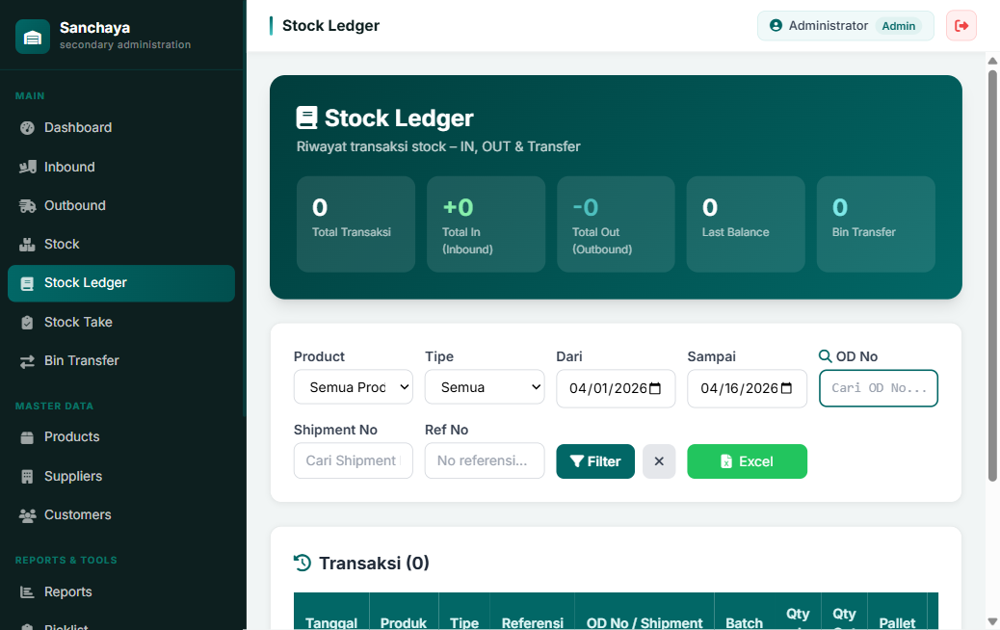 Sanchaya
secondary administration
Stock Ledger
Administrator Admin
MAIN
Dashboard
Inbound
Outbound
Stock
Stock Ledger
Stock Take
Bin Transfer
MASTER DATA
Products
Suppliers
Customers
REPORTS & TOOLS
Reports
Picklist
Stock Ledger
Riwayat transaksi stock – IN, OUT & Transfer
0
Total Transaksi
+0
Total In
(Inbound)
-0
Total Out
(Outbound)
0
Last Balance
0
Bin Transfer
Product Tipe Dari Sampai OD No
Semua Prod Semua 04/01/2026 04/16/2026 Cari OD No...
Shipment No Ref No
Cari Shipment No referensi... Filter × Excel
Transaksi (0)
Tanggal Produk Tipe Referensi OD No / Shipment Batch Qty Qty Pallet